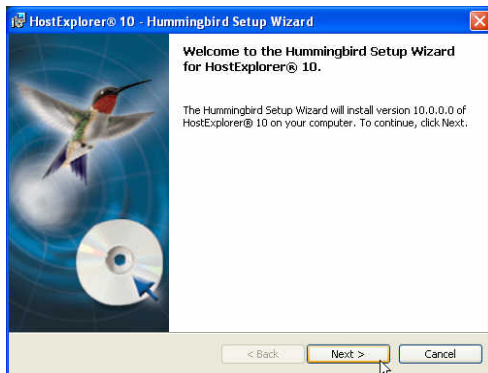 HostExplorer® 10 - Hummingbird Setup Wizard
Welcome to the Hummingbird Setup Wizard
for HostExplorer® 10.
The Hummingbird Setup Wizard will install version 10.0.0.0 of
HostExplorer® 10 on your computer. To continue, click Next.
< Back
Next >
Cancel